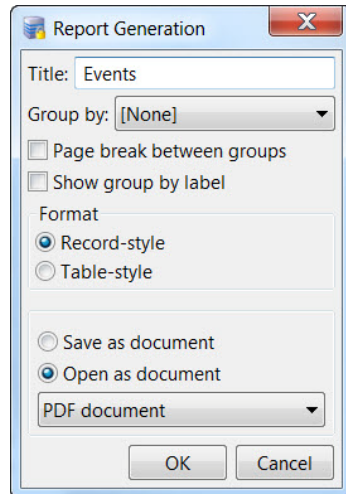 Report Generation
Title: Events
Group by: [None]
Page break between groups
Show group by label
Format
Record-style
Table-style
Save as document
Open as document
PDF document
OK Cancel